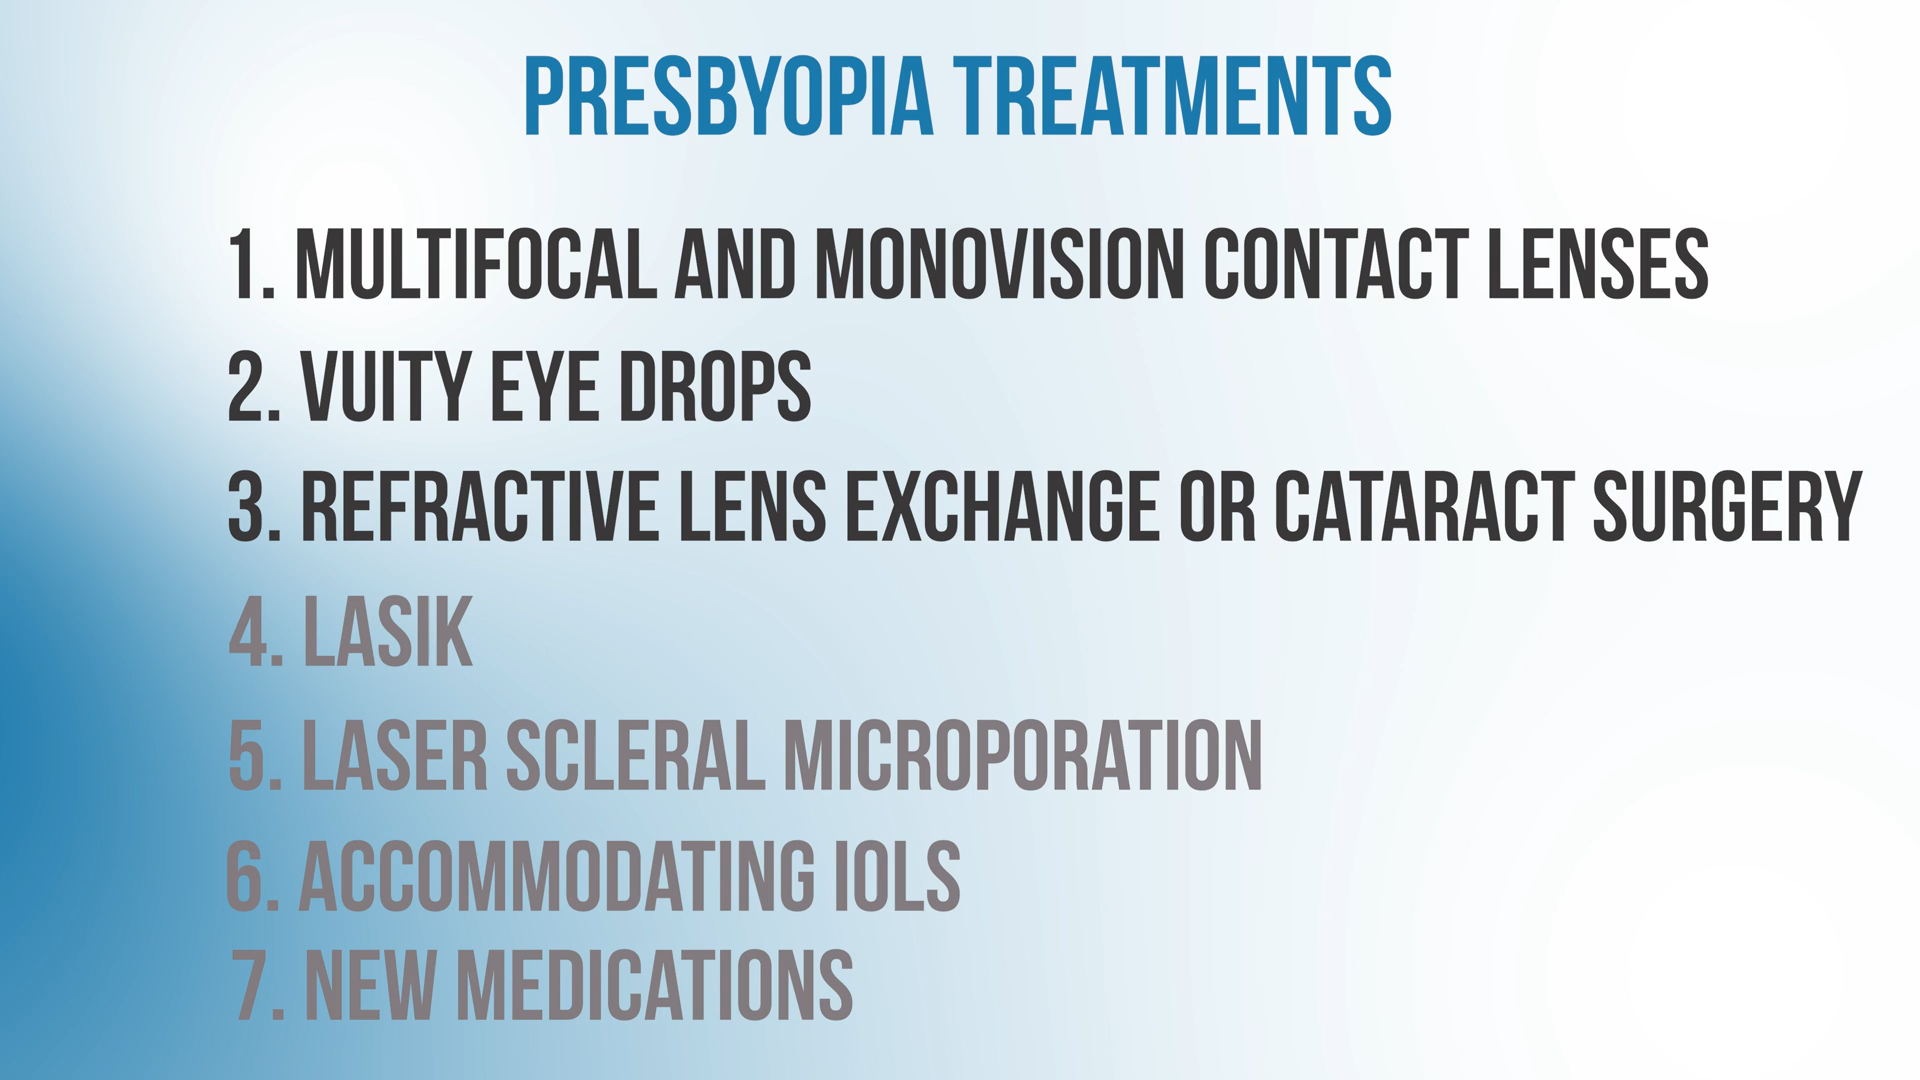 PRESBYOPIA TREATMENTS
1. MULTIFOCAL AND MONOVISION CONTACT LENSES
2. VUITY EYE DROPS
3. REFRACTIVE LENS EXCHANGE OR CATARACT SURGERY
4. LASIK
5. LASER SCLERAL MICROPORATION
6. ACCOMMODATING IOLS
7. NEW MEDICATIONS